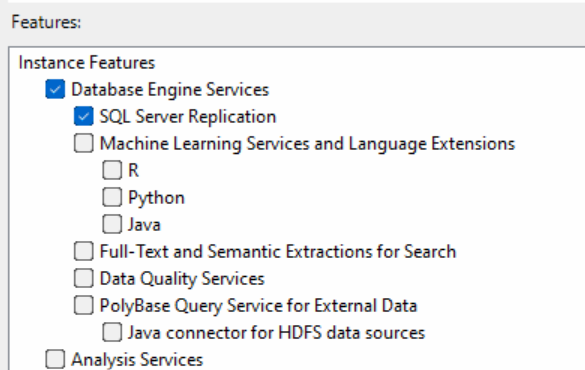 Features:
Instance Features
Database Engine Services
SQL Server Replication
Machine Learning Services and Language Extensions
R
Python
Java
Full-Text and Semantic Extractions for Search
Data Quality Services
PolyBase Query Service for External Data
Java connector for HDFS data sources
Analysis Services